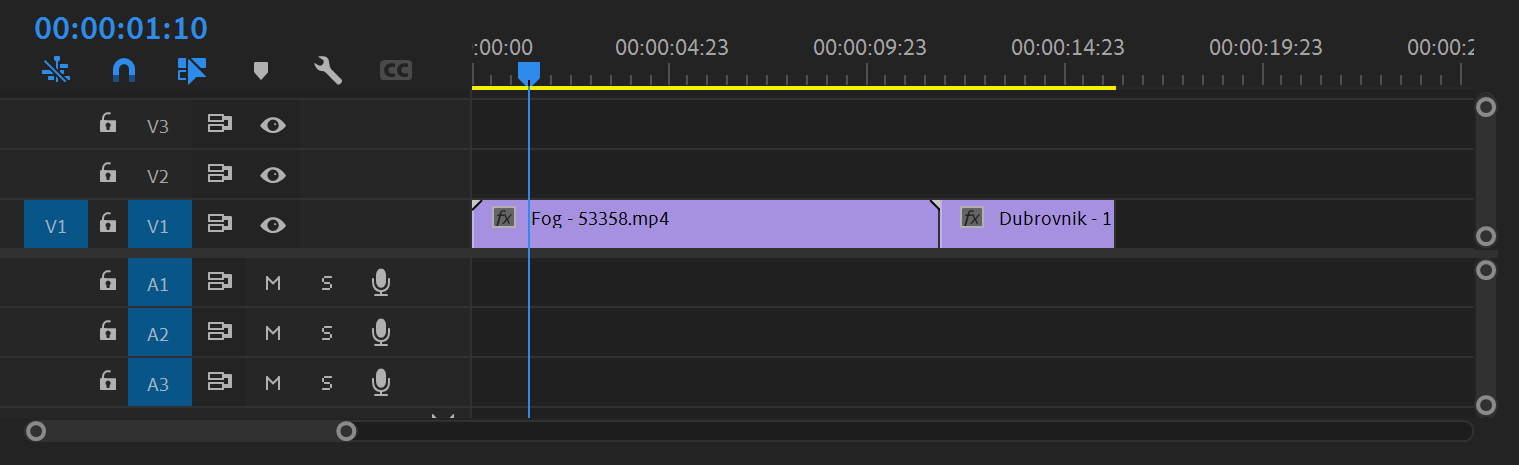 00:00:01:10
:00:00 00:00:04:23 00:00:09:23 00:00:14:23 00:00:19:23 00:00:2
CC
V3
V2
V1 V1 fx Fog - 53358.mp4 fx Dubrovnik - 1
A1 M S
A2 M S
A3 M S